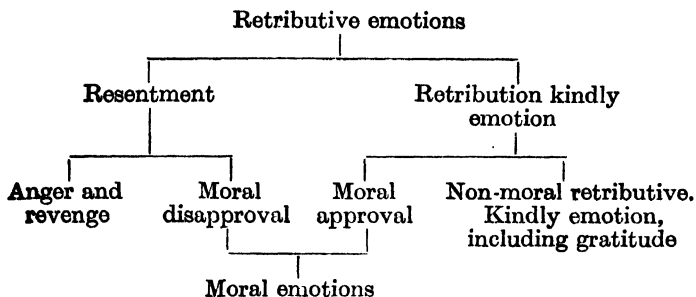 Retributive emotions
Resentment
Retribution kindly
emotion
Anger and
revenge
Moral
disapproval
Moral
approval
Non-moral retributive.
Kindly emotion,
including gratitude
Moral emotions